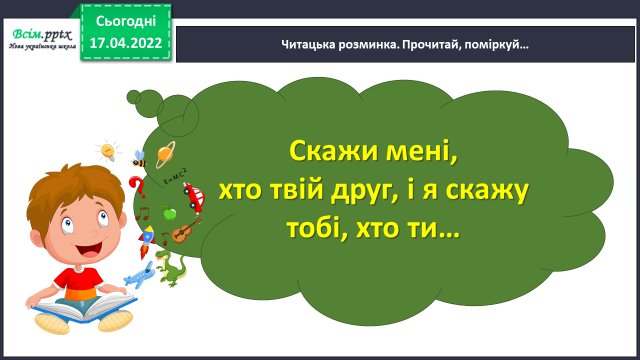 Всім.pptx
Нова українська школа
Сьогодні
17.04.2022
Читацька розминка. Прочитай, поміркуй…
E=MC²
Скажи мені,
хто твій друг, і я скажу
тобі, хто ти…